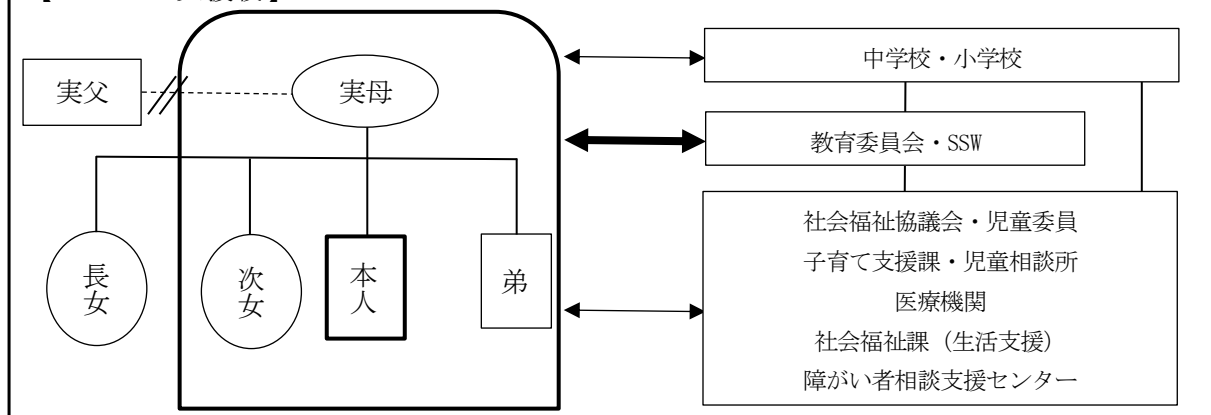 実父
実母
長女
次女
本人
弟
中学校・小学校
教育委員会・SSW
社会福祉協議会・児童委員
子育て支援課・児童相談所
医療機関
社会福祉課（生活支援）
障がい者相談支援センター